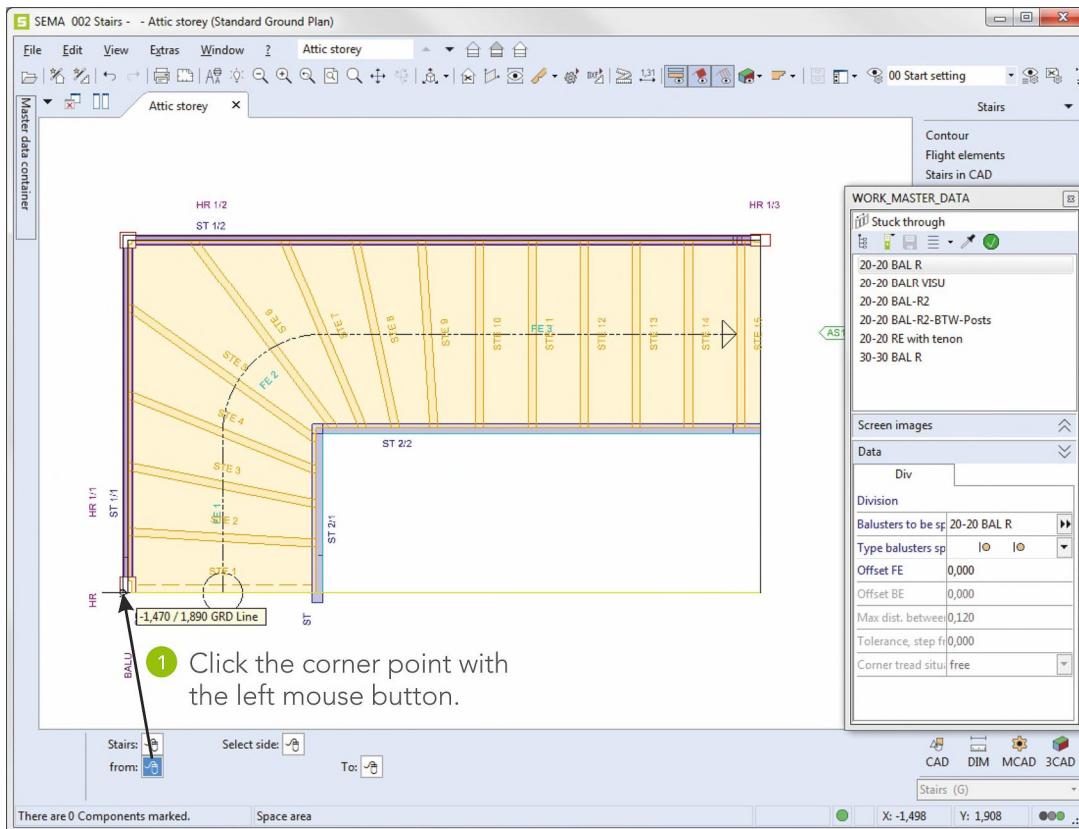 SEMA 002 Stairs - - Attic storey (Standard Ground Plan)
File Edit View Extras Window ? Attic storey
1,31
00 Start setting
Master data container
Attic storey X
Stairs
Contour
Flight elements
Stairs in CAD
WORK_MASTER_DATA
Stuck through
20-20 BAL R
20-20 BALR VISU
20-20 BAL-R2
20-20 BAL-R2-BTW-Posts
20-20 RE with tenon
30-30 BAL R
Screen images
Data
Div
Division
Balusters to be sp 20-20 BAL R
Type balusters sp
Offset FE 0,000
Offset BE 0,000
Max dist. betweer 0,120
Tolerance, step fr 0,000
Corner tread situa free
HR 1/2
ST 1/2
HR 1/3
STE 6
STE 7
STE 8
STE 9
STE 10
STE 11
STE 12
STE 13
STE 14
STE 15
FE 3
AS1
STE 5
FE 2
STE 4
ST 2/2
STE 3
HR 1/1
ST 1/1
FE 1
STE 2
ST 2/1
STE 1
HR
-1,470 / 1,890 GRD Line
ST
BALU
1 Click the corner point with
the left mouse button.
Stairs: Select side:
from: To:
CAD DIM MCAD 3CAD
Stairs (G)
There are 0 Components marked. Space area X: -1,498 Y: 1,908